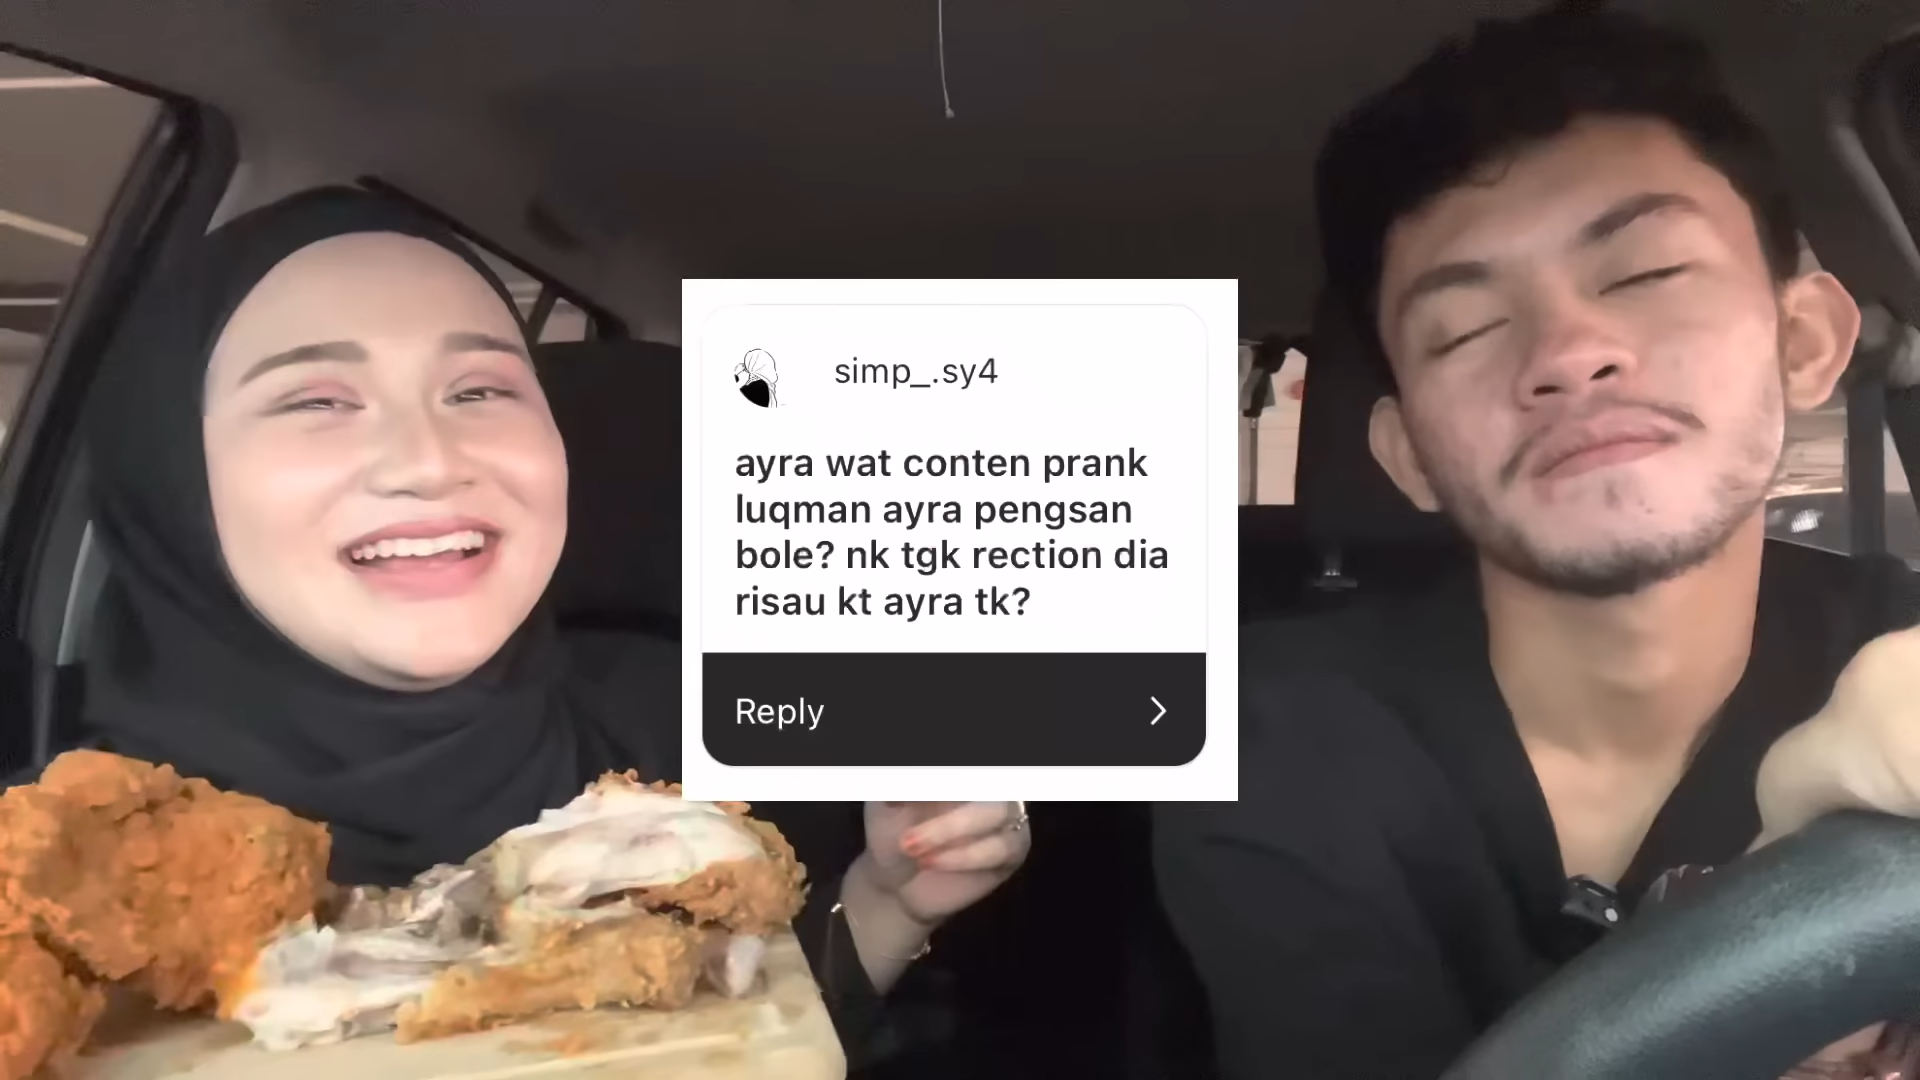 simp_.sy4
ayra wat conten prank
luqman ayra pengsan
bole? nk tgk rection dia
risau kt ayra tk?
Reply